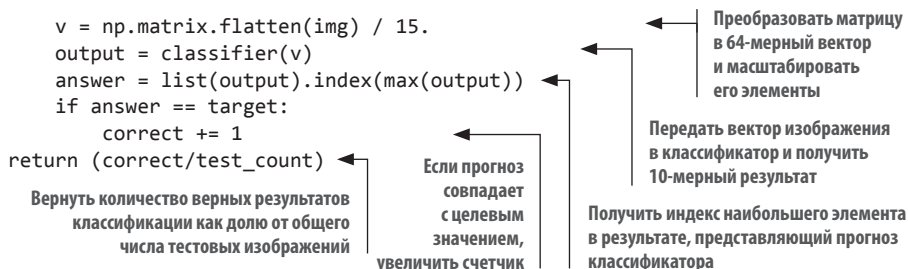 v = np.matrix.flatten(img) / 15.
output = classifier(v)
answer = list(output).index(max(output))
if answer == target:
correct += 1
return (correct/test_count)
Преобразовать матрицу
в 64-мерный вектор
и масштабировать
его элементы
Передать вектор изображения
в классификатор и получить
10-мерный результат
Если прогноз
совпадает
с целевым
значением,
увеличить счетчик
Вернуть количество верных результатов
классификации как долю от общего
числа тестовых изображений
Получить индекс наибольшего элемента
в результате, представляющий прогноз
классификатора